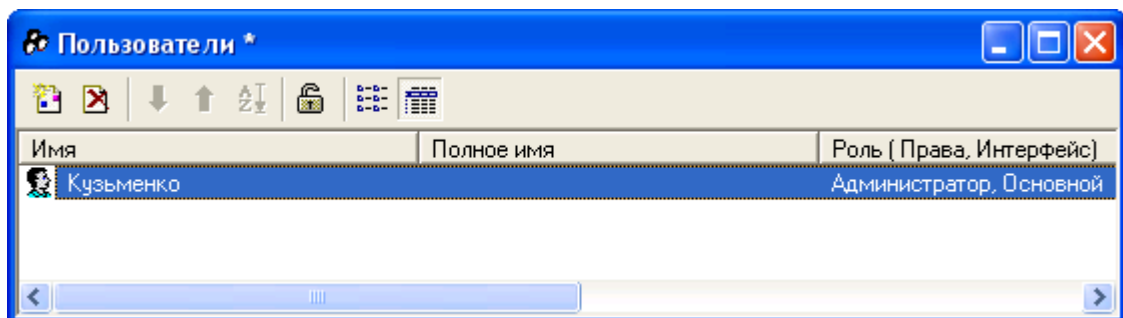 Пользователи *
Имя Полное имя Роль ( Права, Интерфейс)
Кузьменко Администратор, Основной